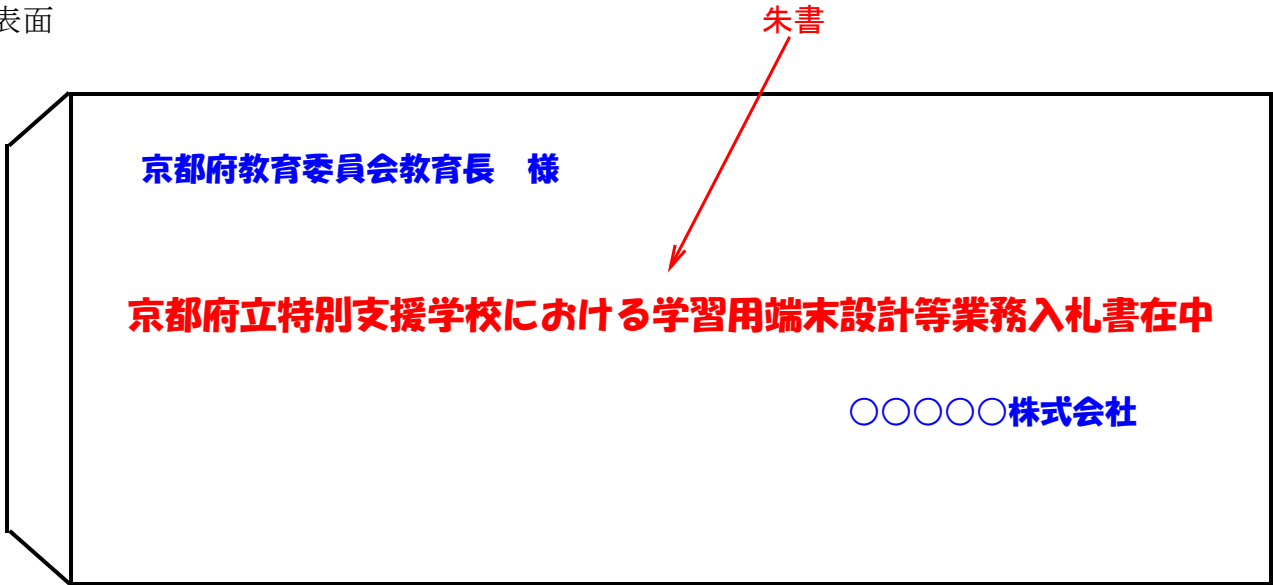 表面
朱書
京都府教育委員会教育長　様
京都府立特別支援学校における学習用端末設計等業務入札書在中
○○○○○株式会社